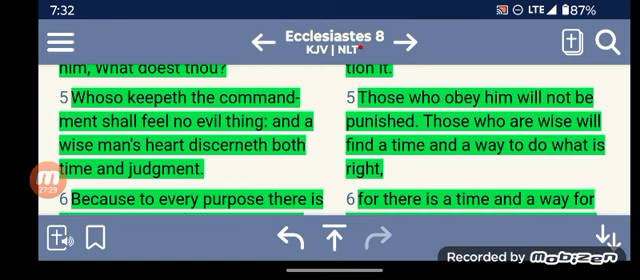 7:32
LTE 87%
Ecclesiastes 8
KJV | NLT
him, What doest thou?
5 Whoso keepeth the command-
ment shall feel no evil thing: and a
wise man's heart discerneth both
time and judgment.
6 Because to every purpose there is
tion it.
5 Those who obey him will not be
punished. Those who are wise will
find a time and a way to do what is
right,
6 for there is a time and a way for
M
27:29
Recorded by Mobizen